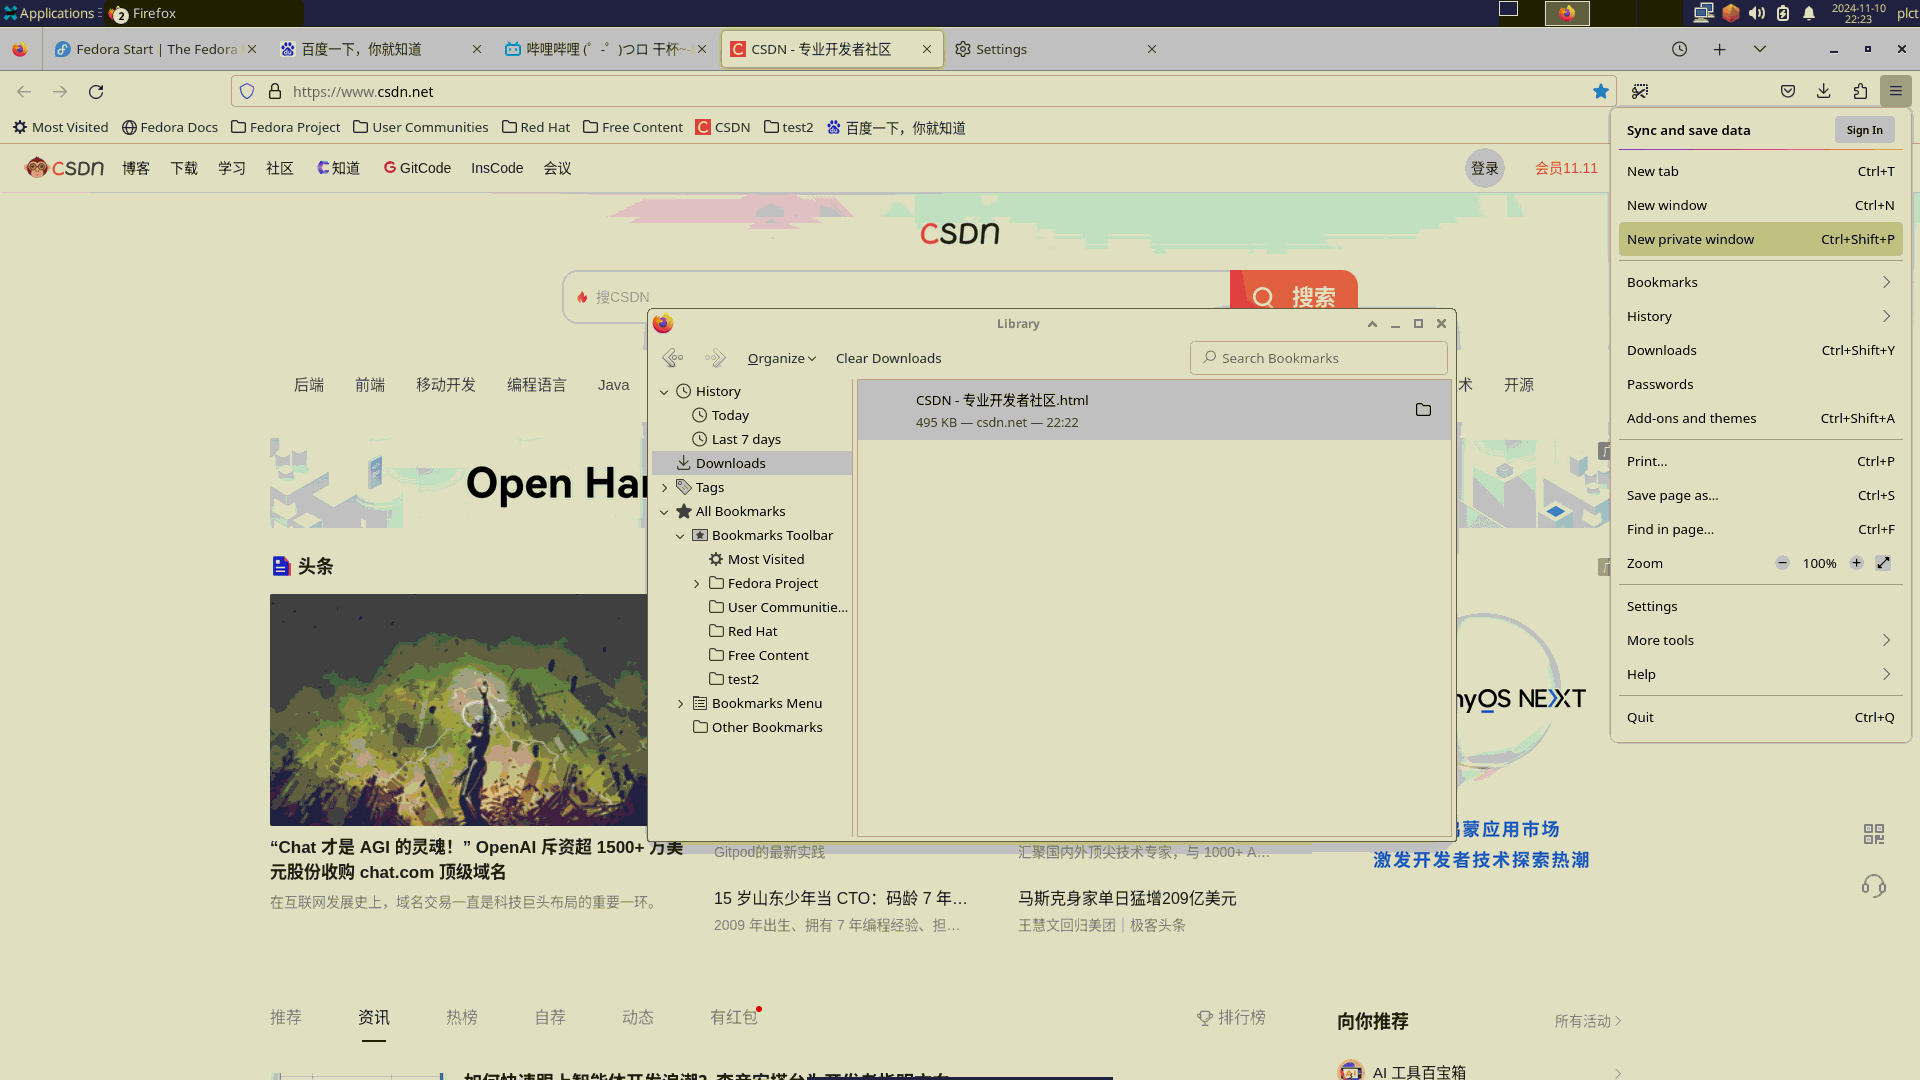 Applications
2
Firefox
2024-11-10
22:23
plct
Fedora Start | The Fedora
百度一下，你就知道
哔哩哔哩 (゜-゜)つロ 干杯~-
CSDN - 专业开发者社区
Settings
https://www.csdn.net
Most Visited
Fedora Docs
Fedora Project
User Communities
Red Hat
Free Content
CSDN
test2
百度一下，你就知道
CSDN
博客
下载
学习
社区
知道
GitCode
InsCode
会议
登录
会员11.11
CSDN
搜CSDN
搜索
后端
前端
移动开发
编程语言
Java
术
开源
Open Har
头条
“Chat 才是 AGI 的灵魂！” OpenAI 斥资超 1500+ 万美
元股份收购 chat.com 顶级域名
在互联网发展史上，域名交易一直是科技巨头布局的重要一环。
Gitpod的最新实践
15 岁山东少年当 CTO：码龄 7 年…
2009 年出生、拥有 7 年编程经验、担…
汇聚国内外顶尖技术专家，与 1000+ A…
马斯克身家单日猛增209亿美元
王慧文回归美团｜极客头条
nyOS NEXT
蒙应用市场
激发开发者技术探索热潮
推荐
资讯
热榜
自荐
动态
有红包
排行榜
向你推荐
所有活动
AI 工具百宝箱
Library
Organize
Clear Downloads
Search Bookmarks
History
Today
Last 7 days
Downloads
Tags
All Bookmarks
Bookmarks Toolbar
Most Visited
Fedora Project
User Communitie…
Red Hat
Free Content
test2
Bookmarks Menu
Other Bookmarks
CSDN - 专业开发者社区.html
495 KB — csdn.net — 22:22
Sync and save data
Sign In
New tab Ctrl+T
New window Ctrl+N
New private window Ctrl+Shift+P
Bookmarks
History
Downloads Ctrl+Shift+Y
Passwords
Add-ons and themes Ctrl+Shift+A
Print… Ctrl+P
Save page as… Ctrl+S
Find in page… Ctrl+F
Zoom 100%
Settings
More tools
Help
Quit Ctrl+Q